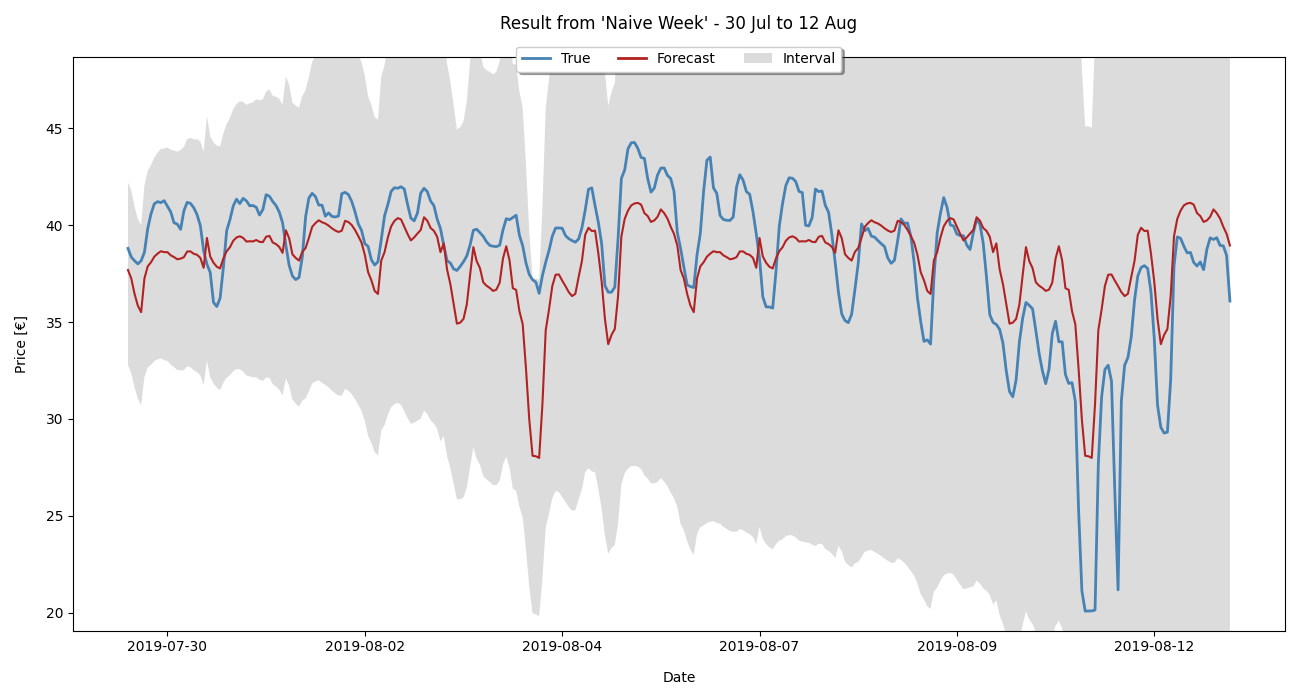 Result from 'Naive Week' - 30 Jul to 12 Aug
True Forecast Interval
45
40
35
30
25
20
Price [€]
2019-07-30 2019-08-02 2019-08-04 2019-08-07 2019-08-09 2019-08-12
Date